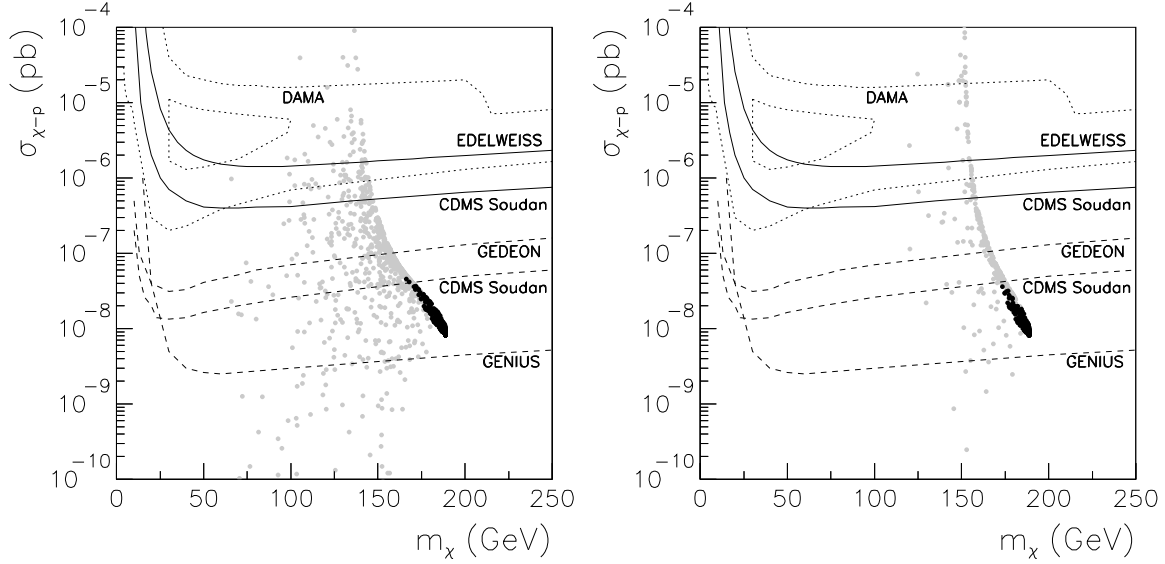 10 -4
10 -5
10 -6
10 -7
10 -8
10 -9
10 -10
σχ-p (pb)
DAMA
EDELWEISS
CDMS Soudan
GEDEON
CDMS Soudan
GENIUS
0 50 100 150 200 250
mχ (GeV)
10 -4
10 -5
10 -6
10 -7
10 -8
10 -9
10 -10
σχ-p (pb)
DAMA
EDELWEISS
CDMS Soudan
GEDEON
CDMS Soudan
GENIUS
0 50 100 150 200 250
mχ (GeV)